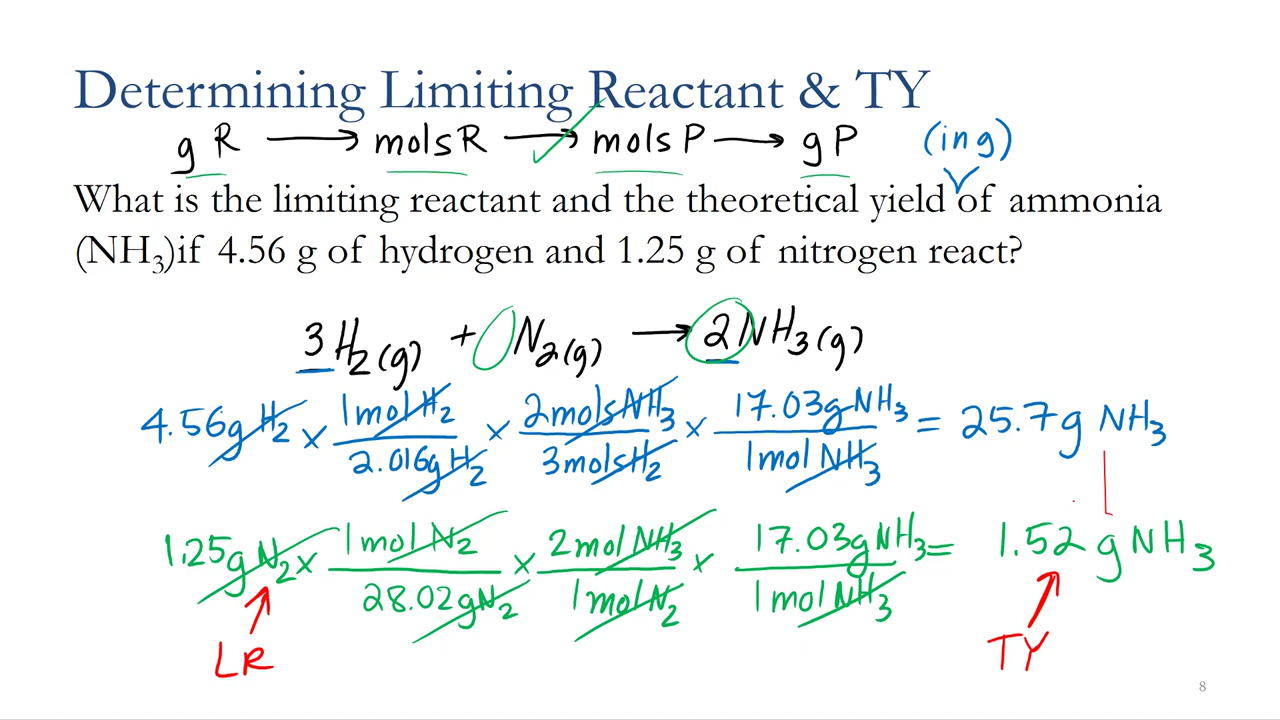 Determining Limiting Reactant & TY
g R → mols R → mols P → g P (in g)
What is the limiting reactant and the theoretical yield of ammonia
(NH₃)if 4.56 g of hydrogen and 1.25 g of nitrogen react?
3H₂(g) + N₂(g) → 2NH₃(g)
4.56g H₂ × 1mol H₂ / 2.016g H₂ × 2mols NH₃ / 3mols H₂ × 17.03g NH₃ / 1mol NH₃ = 25.7g NH₃
1.25g N₂ × 1mol N₂ / 28.02g N₂ × 2mol NH₃ / 1mol N₂ × 17.03g NH₃ / 1mol NH₃ = 1.52 g NH₃
LR TY
8